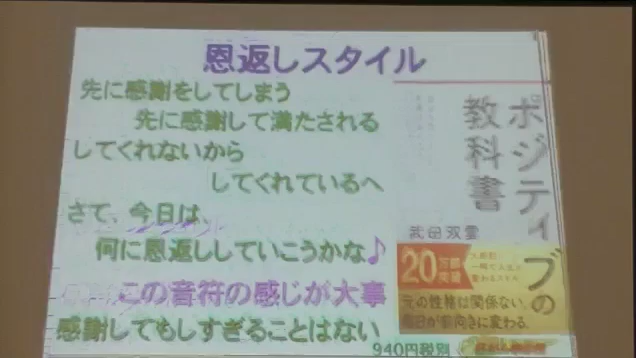 恩返しスタイル
先に感謝をしてしまう
先に感謝して満たされる
してくれないから
してくれているへ
さて、今日は、
何に恩返ししていこうかな♪
この音符の感じが大事
感謝してもしすぎることはない
ポジティブの
教科書
武田双雲
20万部
突破
元の性格は関係ない。
毎日が前向きに変わる。
940円税別